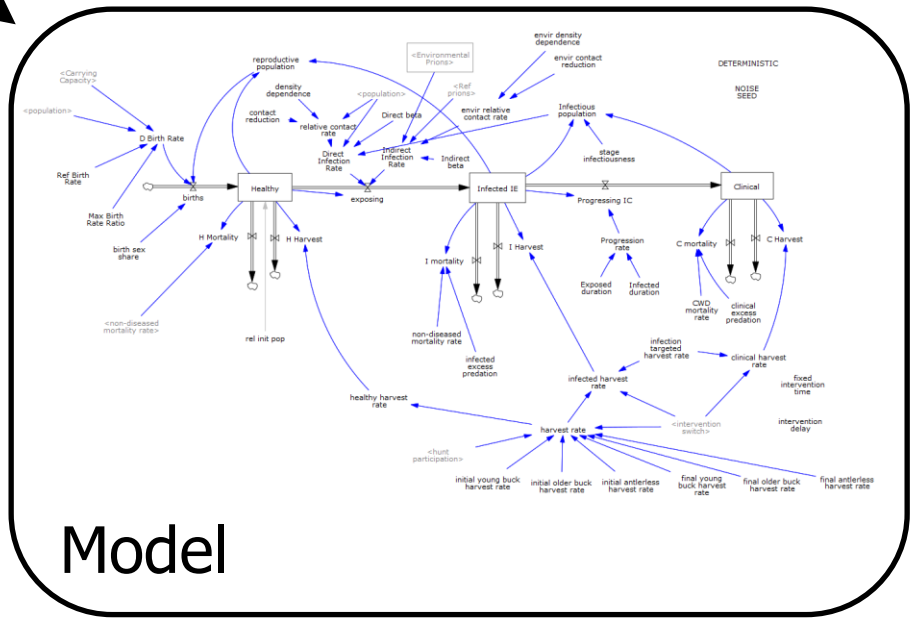 envir density
dependence
envir contact
reduction
DETERMINISTIC
NOISE
SEED
<Environmental
Prions>
reproductive
population
<Carrying
Capacity>
density
dependence
<population>
<Ref
prions>
<population>
contact
reduction
relative contact
rate
Direct beta
envir relative
contact rate
Infectious
population
D Birth Rate
Direct
Infection
Rate
Indirect
Infection
Rate
Indirect
beta
stage
infectiousness
Ref Birth
Rate
births
Healthy
exposing
Infected IE
Progressing IC
Clinical
Max Birth
Rate Ratio
birth sex
share
H Mortality
H Harvest
I mortality
I Harvest
Progression
rate
C mortality
C Harvest
Exposed
duration
Infected
duration
CWD
mortality
rate
clinical
excess
predation
<non-diseased
mortality rate>
rel init pop
non-diseased
mortality rate
infected
excess
predation
infection
targeted
harvest rate
clinical harvest
rate
infected harvest
rate
fixed
intervention
time
healthy harvest
rate
harvest rate
<intervention
switch>
intervention
delay
<hunt
participation>
initial young buck
harvest rate
initial older buck
harvest rate
initial antlerless
harvest rate
final young
buck harvest
rate
final older buck
harvest rate
final antlerless
harvest rate
Model